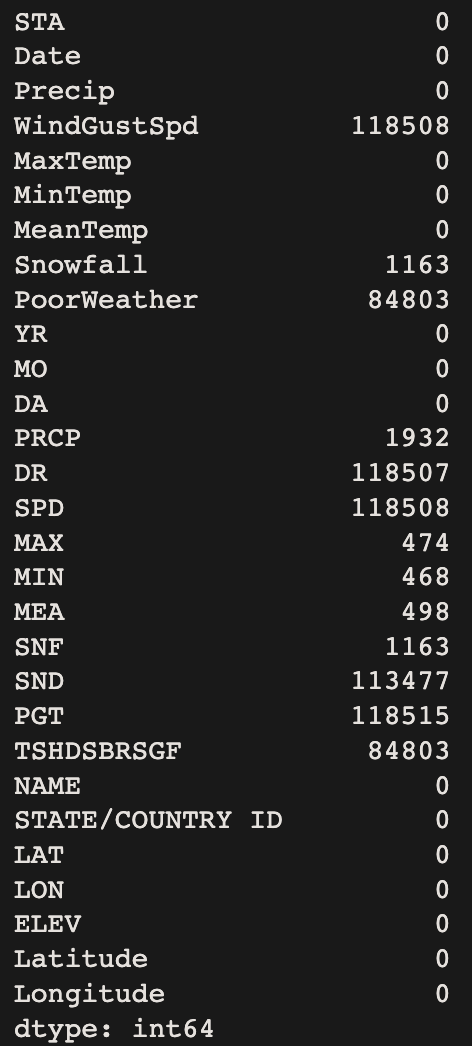 STA 0
Date 0
Precip 0
WindGustSpd 118508
MaxTemp 0
MinTemp 0
MeanTemp 0
Snowfall 1163
PoorWeather 84803
YR 0
MO 0
DA 0
PRCP 1932
DR 118507
SPD 118508
MAX 474
MIN 468
MEA 498
SNF 1163
SND 113477
PGT 118515
TSHDSBRSGF 84803
NAME 0
STATE/COUNTRY ID 0
LAT 0
LON 0
ELEV 0
Latitude 0
Longitude 0
dtype: int64